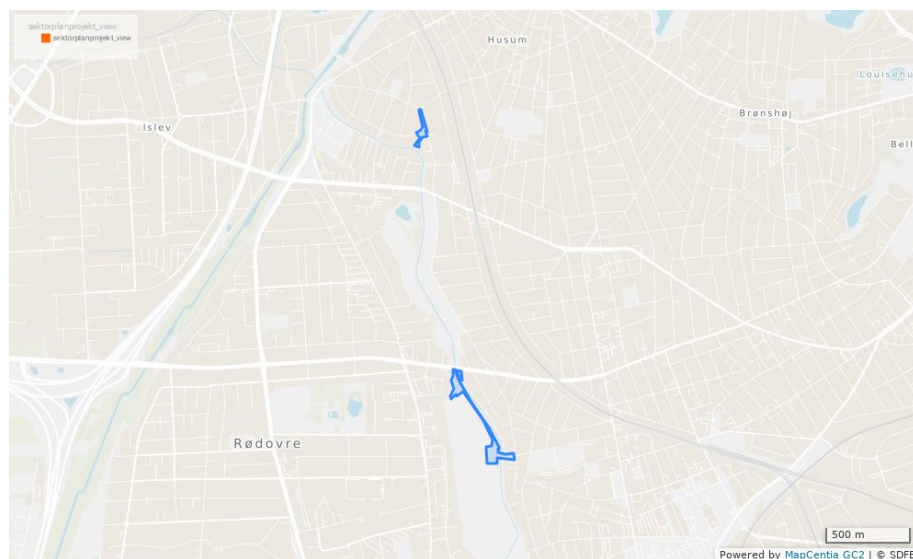 sektorplanprojekt_view
sektorplanprojekt_view
Husum
Louisehu
Brønshøj
Islev
Bell
Rødovre
500 m
Powered by MapCentia GC2 | © SDFE